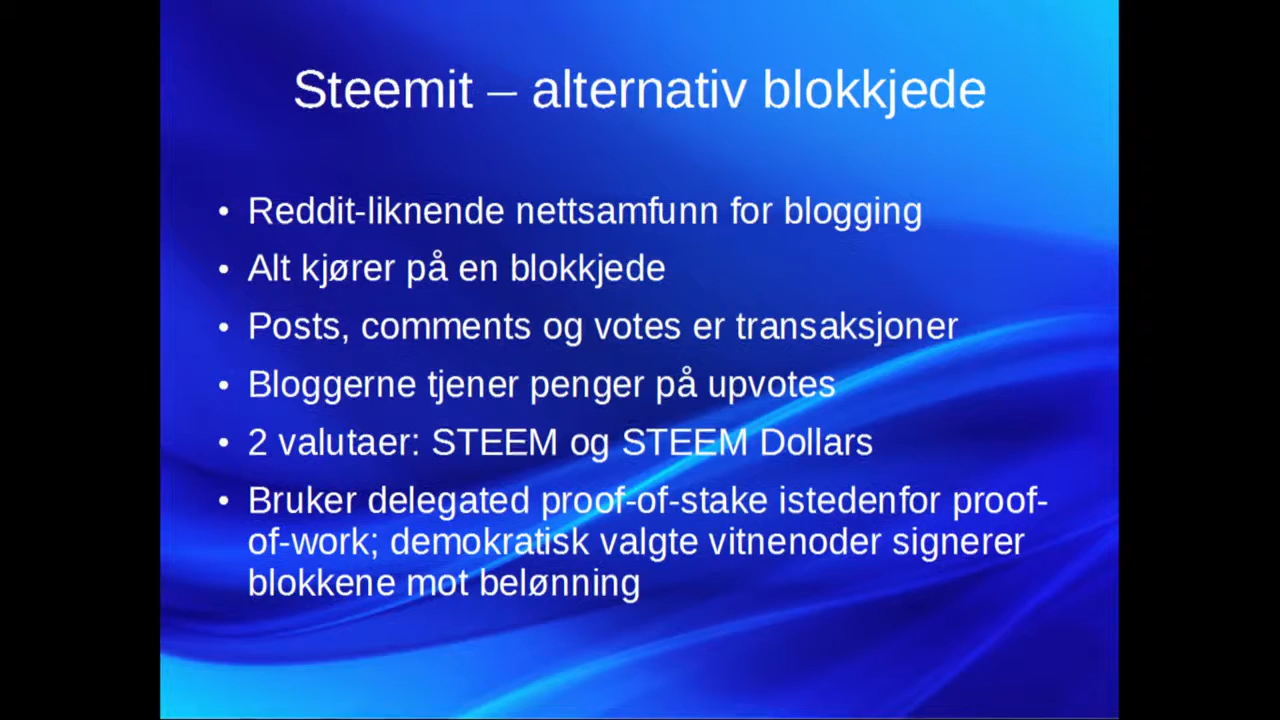 Steemit – alternativ blokkjede
• Reddit-liknende nettsamfunn for blogging
• Alt kjører på en blokkjede
• Posts, comments og votes er transaksjoner
• Bloggerne tjener penger på upvotes
• 2 valutaer: STEEM og STEEM Dollars
• Bruker delegated proof-of-stake istedenfor proof-
of-work; demokratisk valgte vitnenoder signerer
blokkene mot belønning